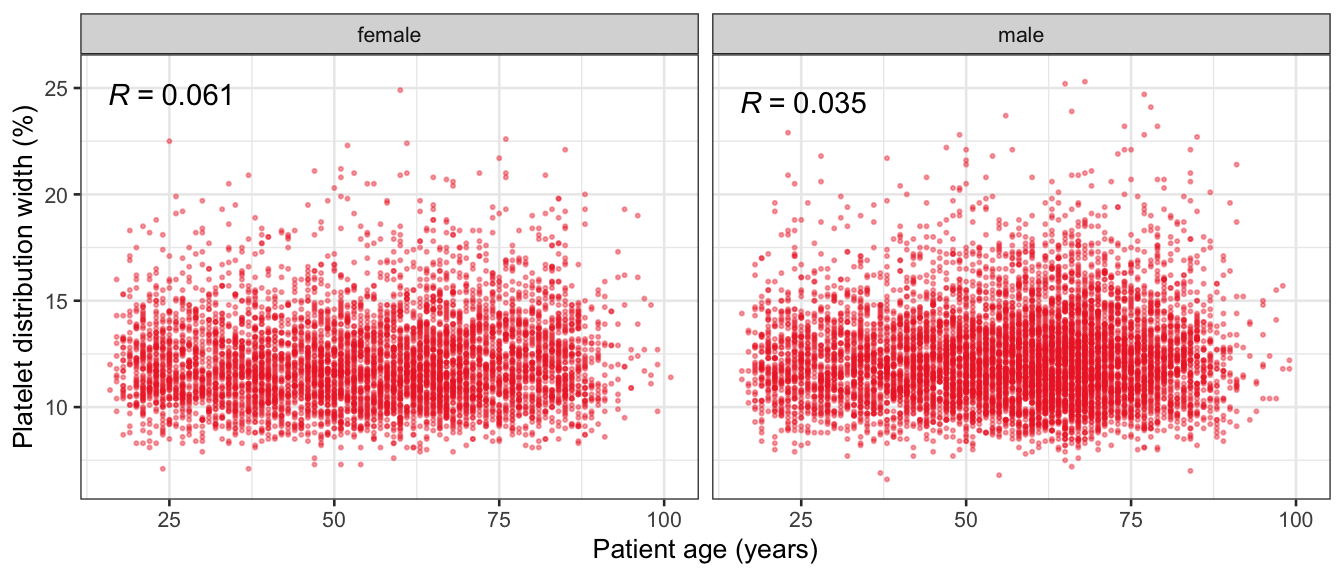 female
male
R = 0.061
R = 0.035
Platelet distribution width (%)
25
20
15
10
25
50
75
100
25
50
75
100
Patient age (years)